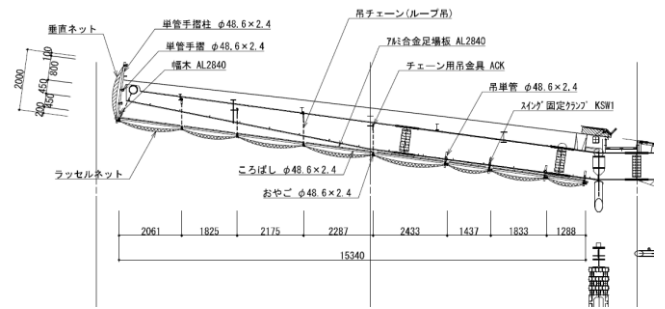 垂直ネット
単管手摺柱 φ48.6×2.4
単管手摺 φ48.6×2.4
幅木 AL2840
吊チェーン(ループ吊)
アルミ合金足場板 AL2840
チェーン用吊金具 ACK
吊単管 φ48.6×2.4
スイング固定クランプ KSW1
2000
100
800
450
450
200
ラッセルネット
ころばし φ48.6×2.4
おやご φ48.6×2.4
2061
1825
2175
2287
2433
1437
1833
1288
15340